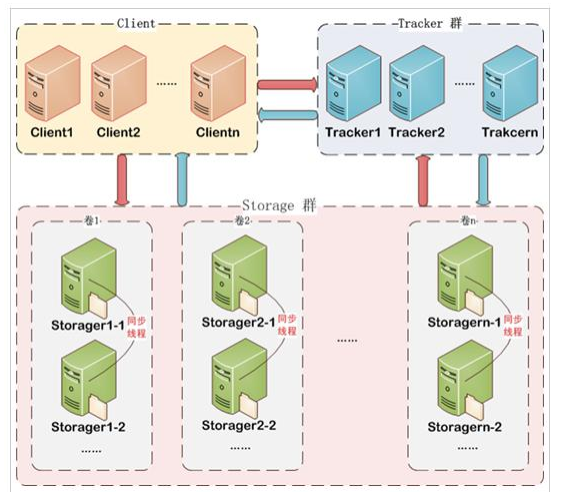 Client
Tracker 群
......
......
Client1
Client2
Clientn
Tracker1
Tracker2
Trakcern
Storage 群
卷1
卷2
卷n
Storager1-1
同步
线程
Storager2-1
同步
线程
......
Storagern-1
同步
线程
Storager1-2
Storager2-2
Storagern-2
......
......
......